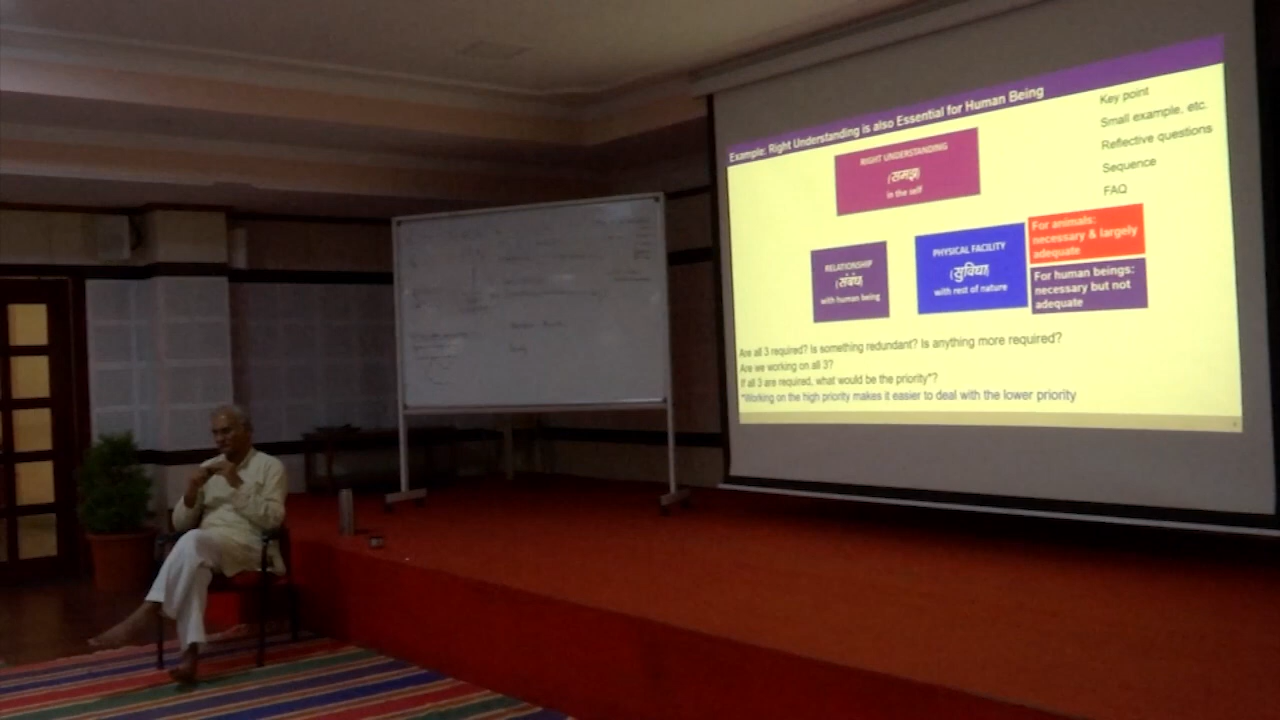 Example: Right Understanding is also Essential for Human Being
Key point
Small example, etc.
Reflective questions
Sequence
FAQ
RIGHT UNDERSTANDING
(समझ)
in the self
RELATIONSHIP
(संबंध)
with human being
PHYSICAL FACILITY
(सुविधा)
with rest of nature
For animals:
necessary & largely
adequate
For human beings:
necessary but not
adequate
Are all 3 required? Is something redundant? Is anything more required?
Are we working on all 3?
If all 3 are required, what would be the priority*?
*Working on the high priority makes it easier to deal with the lower priority